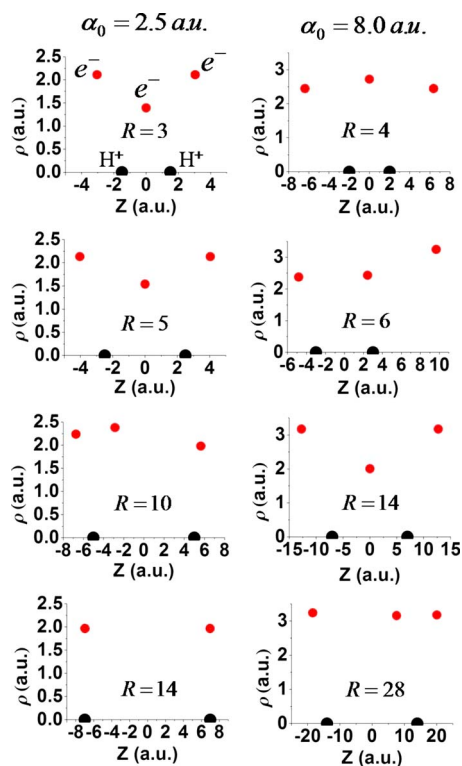 α₀ = 2.5 a.u.
α₀ = 8.0 a.u.
ρ (a.u.)
2.5
2.0
1.5
1.0
0.5
0.0
e⁻
e⁻
e⁻
R = 3
H⁺
H⁺
-4 -2 0 2 4
Z (a.u.)
ρ (a.u.)
4
3
2
1
0
R = 4
-8 -6 -4 -2 0 2 4 6 8
Z (a.u.)
ρ (a.u.)
2.5
2.0
1.5
1.0
0.5
0.0
R = 5
-4 -2 0 2 4
Z (a.u.)
ρ (a.u.)
3
2
1
0
R = 6
-6 -4 -2 0 2 4 6 8 10
Z (a.u.)
ρ (a.u.)
2.5
2.0
1.5
1.0
0.5
0.0
R = 10
-8 -6 -4 -2 0 2 4 6 8
Z (a.u.)
ρ (a.u.)
3
2
1
0
R = 14
-15 -10 -5 0 5 10 15
Z (a.u.)
ρ (a.u.)
2.5
2.0
1.5
1.0
0.5
0.0
R = 14
-8 -6 -4 -2 0 2 4 6 8
Z (a.u.)
ρ (a.u.)
3
2
1
0
R = 28
-20 -10 0 10 20
Z (a.u.)